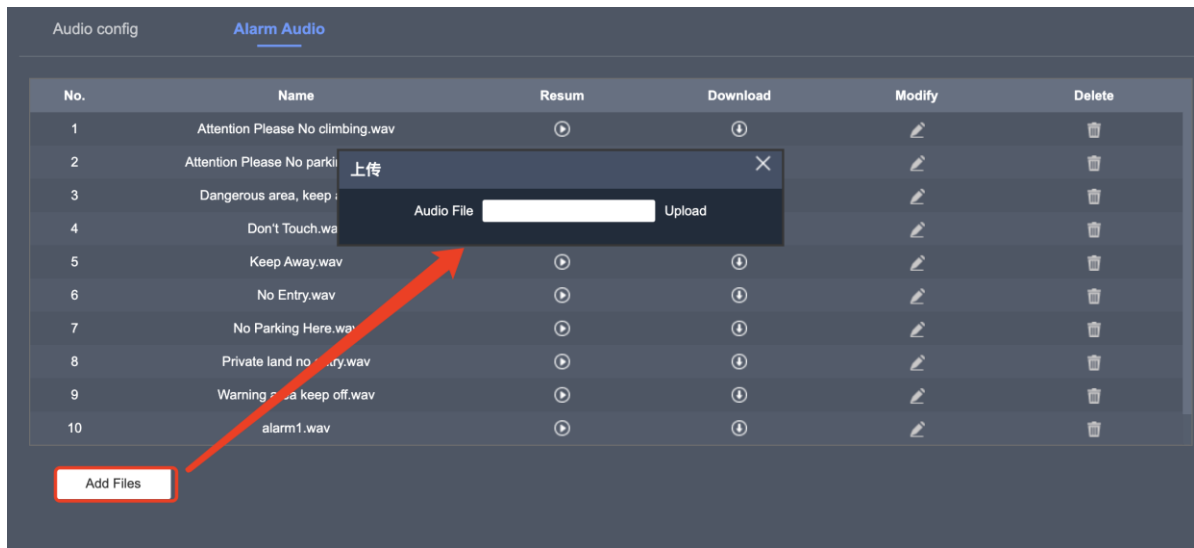 Audio config Alarm Audio
No. Name Resum Download Modify Delete
1 Attention Please No climbing.wav
2 Attention Please No
3 Dangerous area, keep
4 Don't Touch.wa
5 Keep Away.wav
6 No Entry.wav
7 No Parking Here.wav
8 Private land no .wav
9 Warning keep off.wav
10 alarm1.wav
上传
Audio File Upload
Add Files